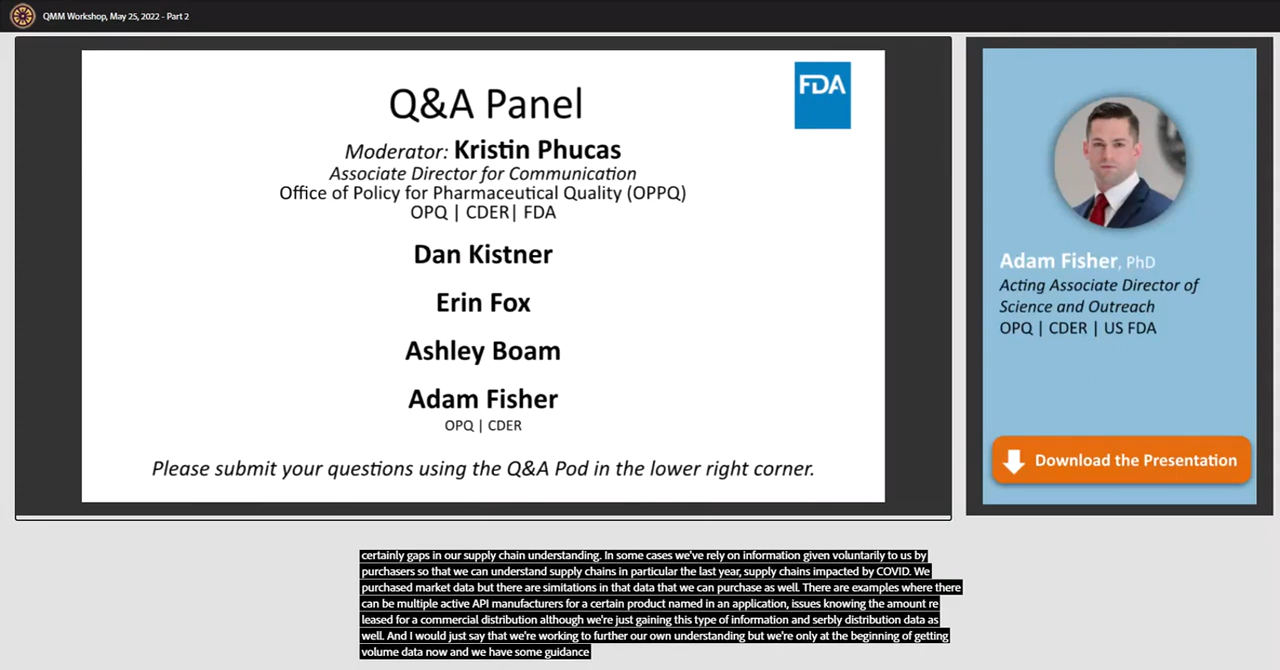 QMM Workshop, May 25, 2022 - Part 2
Q&A Panel
FDA
Moderator: Kristin Phucas
Associate Director for Communication
Office of Policy for Pharmaceutical Quality (OPPQ)
OPQ | CDER| FDA
Dan Kistner
Erin Fox
Ashley Boam
Adam Fisher
OPQ | CDER
Please submit your questions using the Q&A Pod in the lower right corner.
Adam Fisher, PhD
Acting Associate Director of
Science and Outreach
OPQ | CDER | US FDA
Download the Presentation
certainly gaps in our supply chain understanding. In some cases we've rely on information given voluntarily to us by
purchasers so that we can understand supply chains in particular the last year, supply chains impacted by COVID. We
purchased market data but there are simitations in that data that we can purchase as well. There are examples where there
can be multiple active API manufacturers for a certain product named in an application, issues knowing the amount re
leased for a commercial distribution although we're just gaining this type of information and serbly distribution data as
well. And I would just say that we're working to further our own understanding but we're only at the beginning of getting
volume data now and we have some guidance